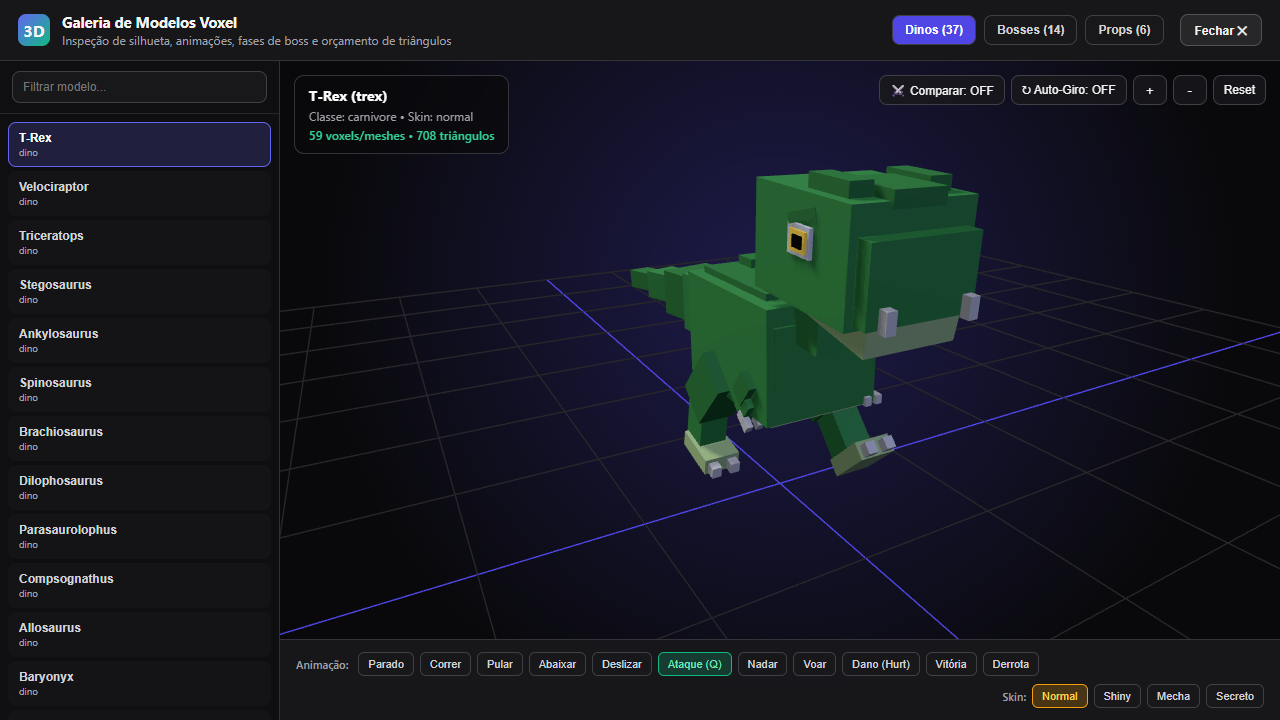 3D
Galeria de Modelos Voxel
Inspeção de silhueta, animações, fases de boss e orçamento de triângulos
Dinos (37)
Bosses (14)
Props (6)
Fechar ✕
Filtrar modelo...
T-Rex
dino
Velociraptor
dino
Triceratops
dino
Stegosaurus
dino
Ankylosaurus
dino
Spinosaurus
dino
Brachiosaurus
dino
Dilophosaurus
dino
Parasaurolophus
dino
Compsognathus
dino
Allosaurus
dino
Baryonyx
dino
T-Rex (trex)
Classe: carnivore • Skin: normal
59 voxels/meshes • 708 triângulos
⚔️ Comparar: OFF
↻ Auto-Giro: OFF
+
-
Reset
Animação:
Parado
Correr
Pular
Abaixar
Deslizar
Ataque (Q)
Nadar
Voar
Dano (Hurt)
Vitória
Derrota
Skin:
Normal
Shiny
Mecha
Secreto